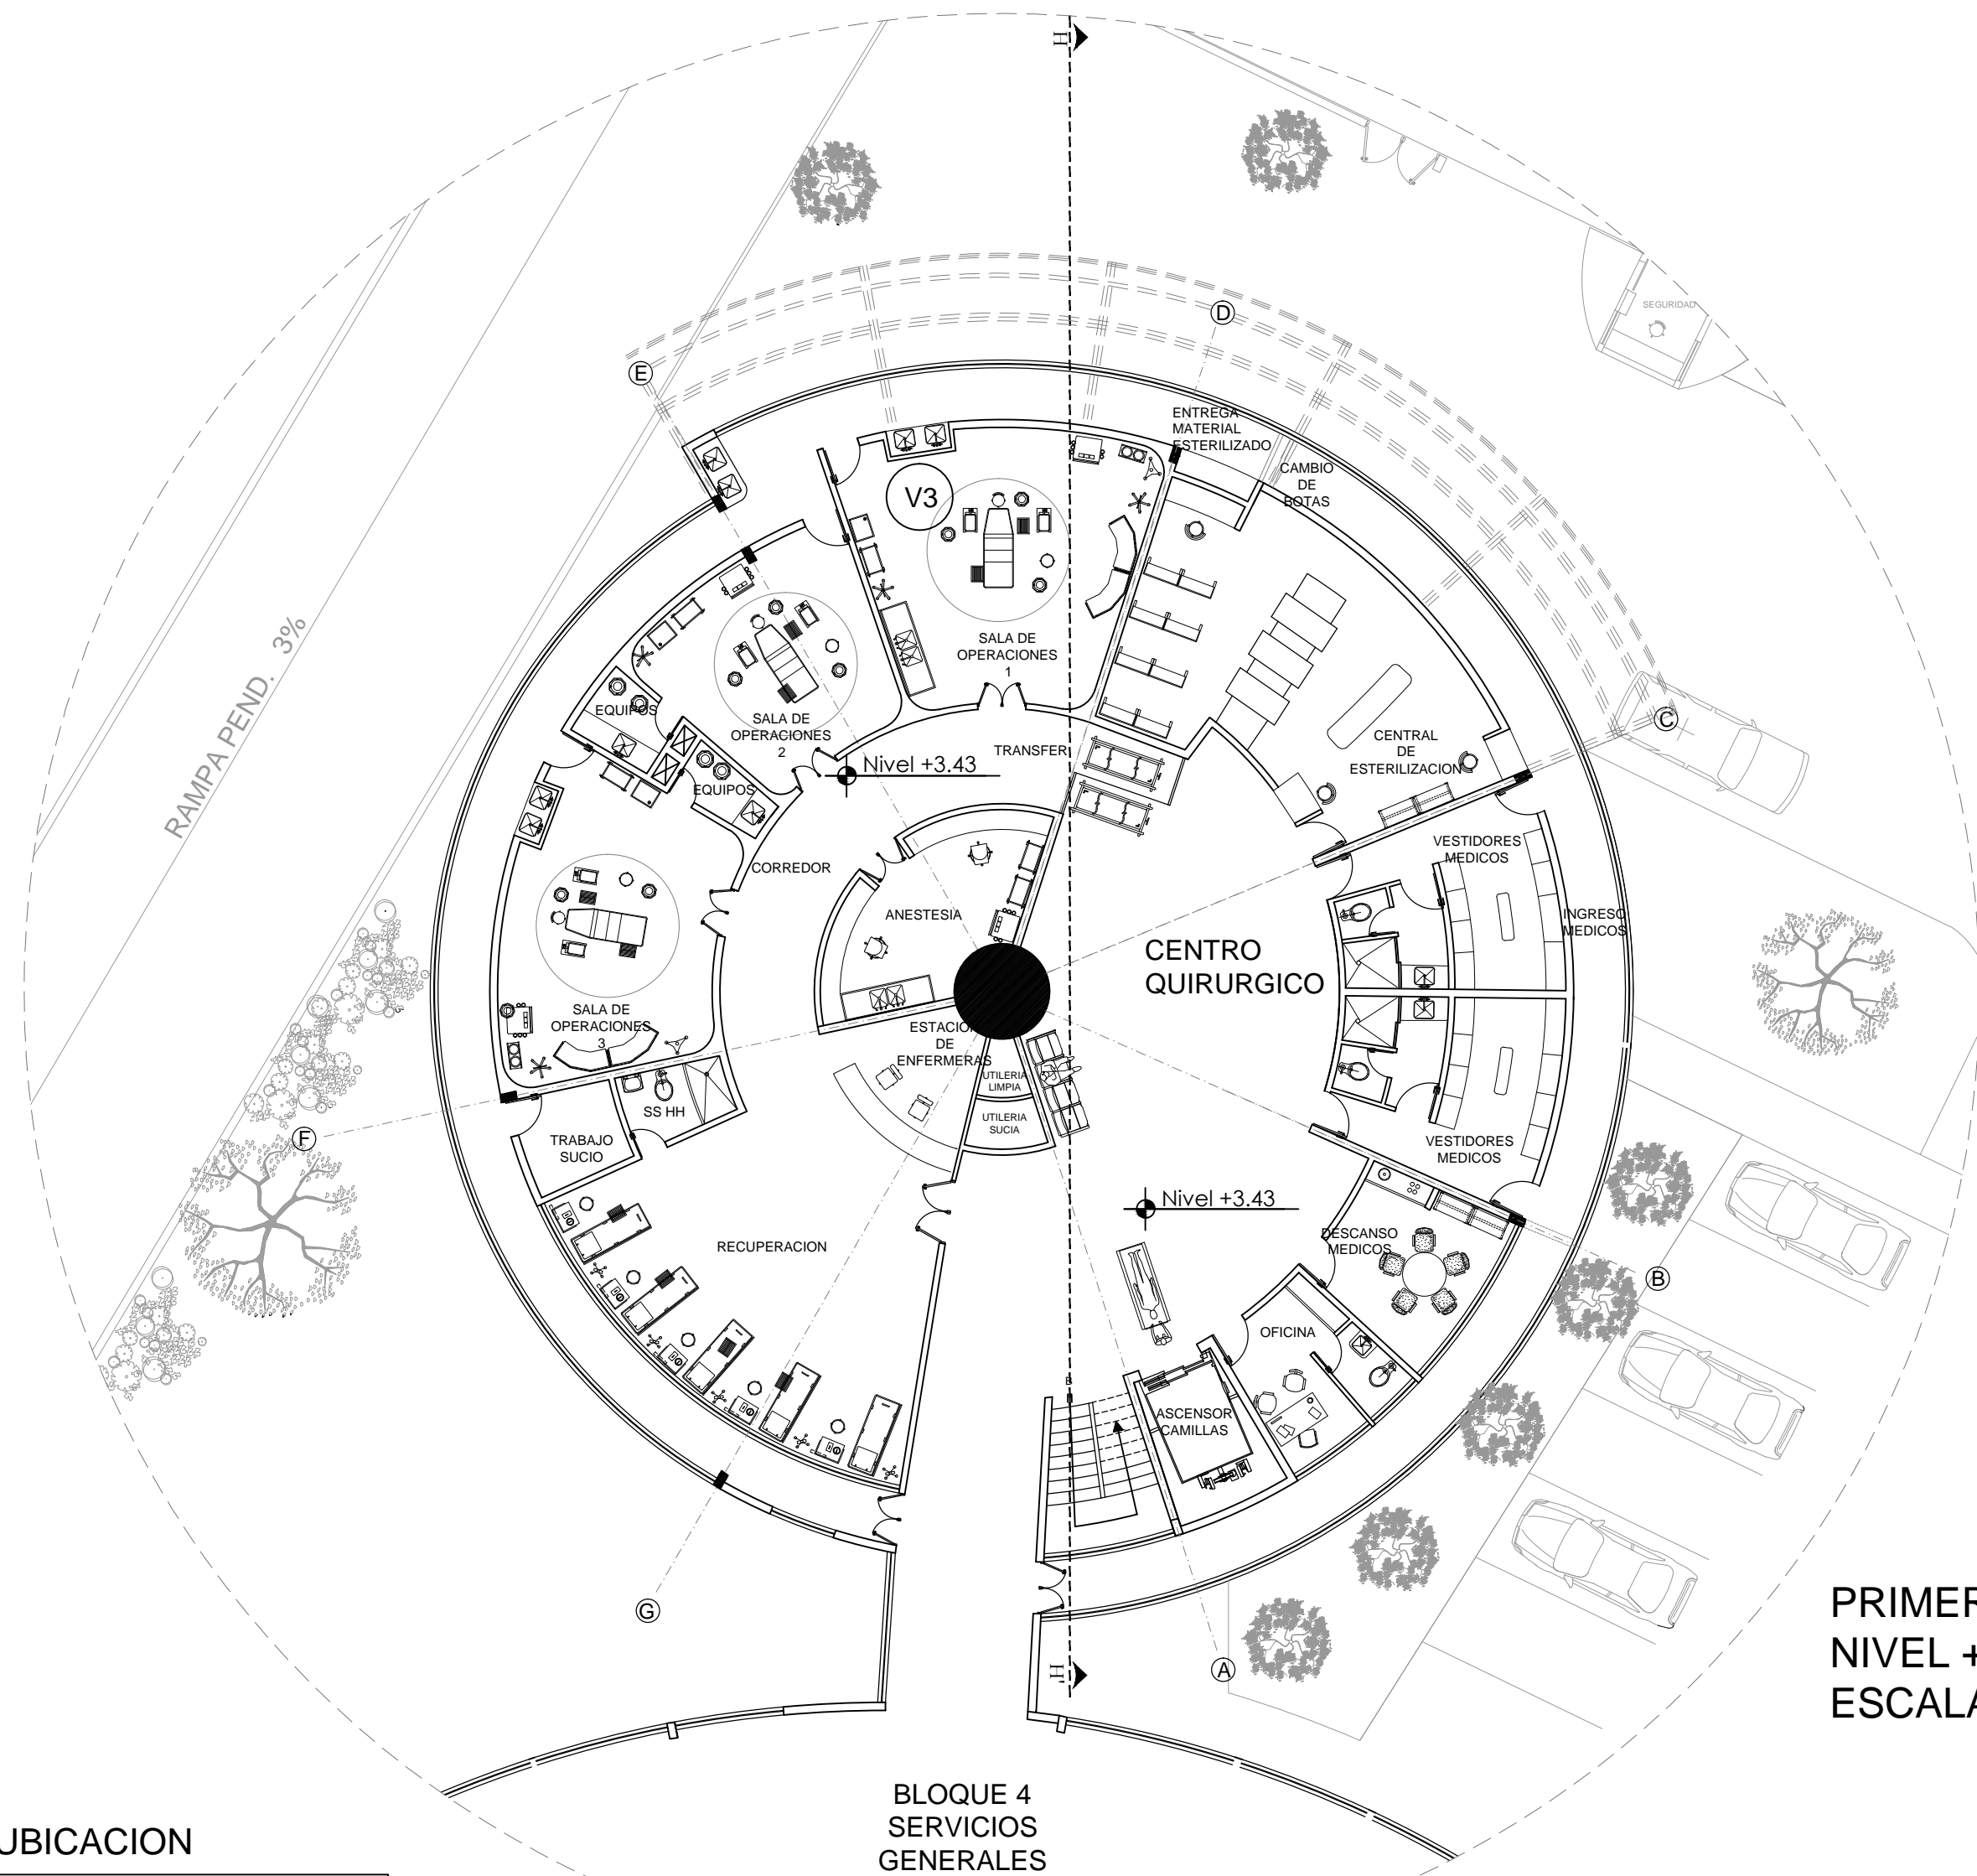 H
SEGURIDAD
D
E
ENTREGA
MATERIAL
ESTERILIZADO
CAMBIO
DE
BOTAS
V3
RAMPA PEND. 3%
SALA DE
OPERACIONES
1
EQUIPOS
SALA DE
OPERACIONES
2
C
TRANSFER
CENTRAL
DE
ESTERILIZACION
Nivel +3.43
EQUIPOS
VESTIDORES
MEDICOS
CORREDOR
ANESTESIA
INGRESO
MEDICOS
CENTRO
QUIRURGICO
SALA DE
OPERACIONES
3
ESTACION
DE
ENFERMERAS
UTILERIA
LIMPIA
SS HH
UTILERIA
SUCIA
F
TRABAJO
SUCIO
VESTIDORES
MEDICOS
Nivel +3.43
RECUPERACION
DESCANSO
MEDICOS
B
OFICINA
ASCENSOR
CAMILLAS
G
H'
A
PRIMER
NIVEL +
ESCALA
BLOQUE 4
SERVICIOS
GENERALES
UBICACION